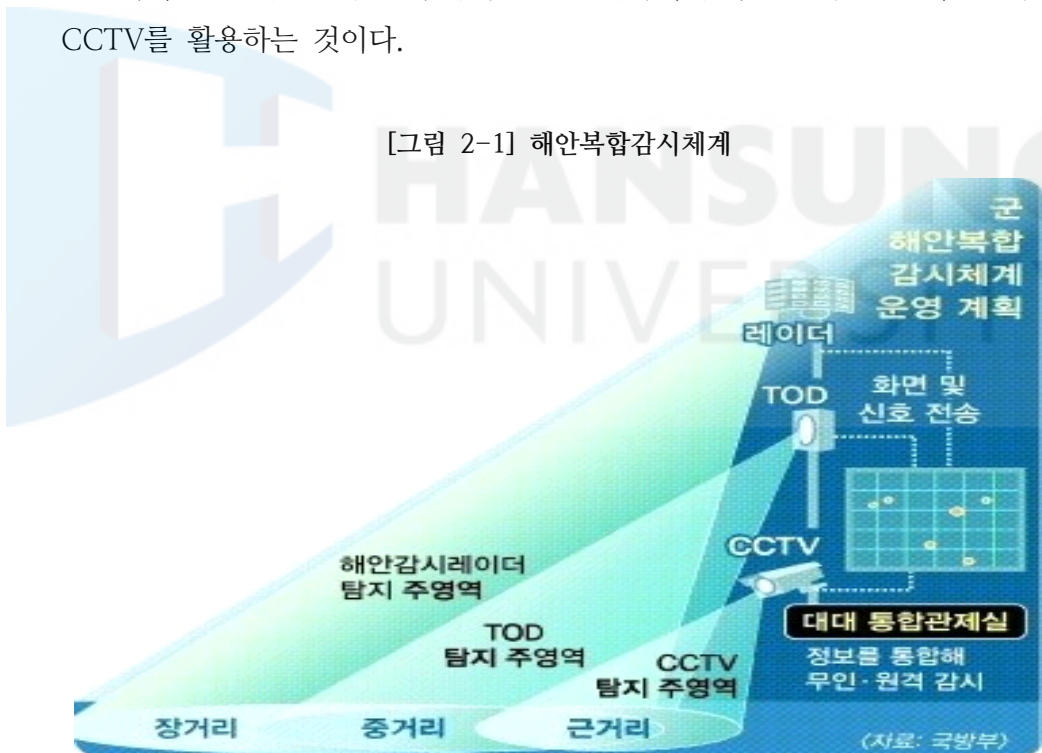 CCTV를 활용하는 것이다.
[그림 2-1] 해안복합감시체계
HANSUNG
UNIVERSITY
군
해안복합
감시체계
운영 계획
레이더
TOD
화면 및
신호 전송
CCTV
해안감시레이더
탐지 주영역
TOD
탐지 주영역
CCTV
탐지 주영역
대대 통합관제실
정보를 통합해
무인·원격 감시
장거리
중거리
근거리
(자료: 국방부)